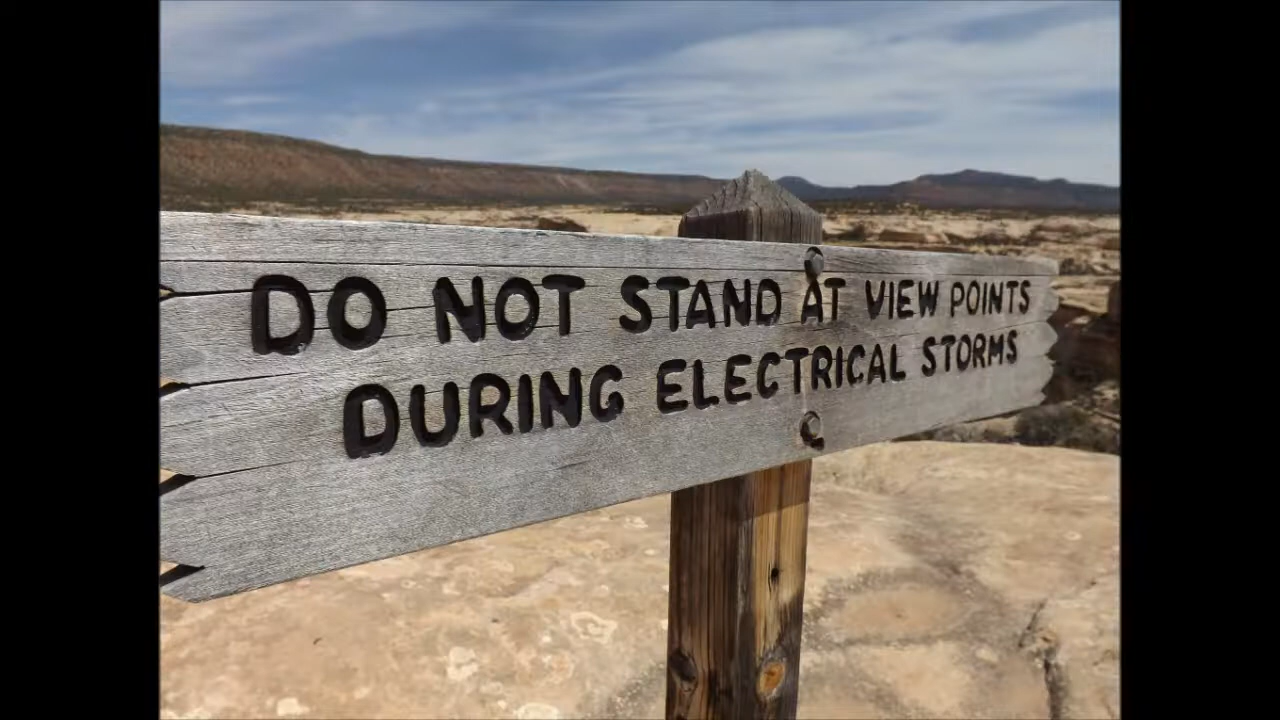 DO NOT STAND AT VIEW POINTS
DURING ELECTRICAL STORMS